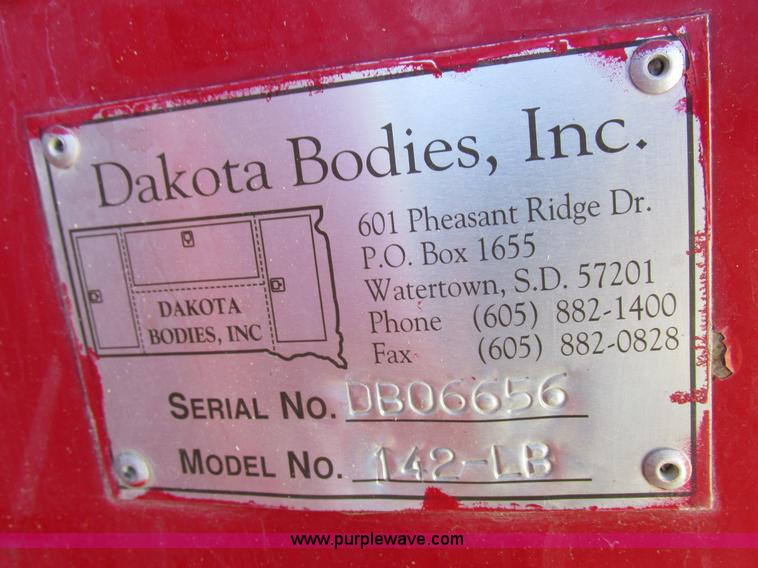 Dakota Bodies, Inc.
601 Pheasant Ridge Dr.
P.O. Box 1655
Watertown, S.D. 57201
Phone (605) 882-1400
Fax (605) 882-0828
DAKOTA
BODIES, INC
SERIAL NO. DB06656
MODEL NO. 142-LB
www.purplewave.com